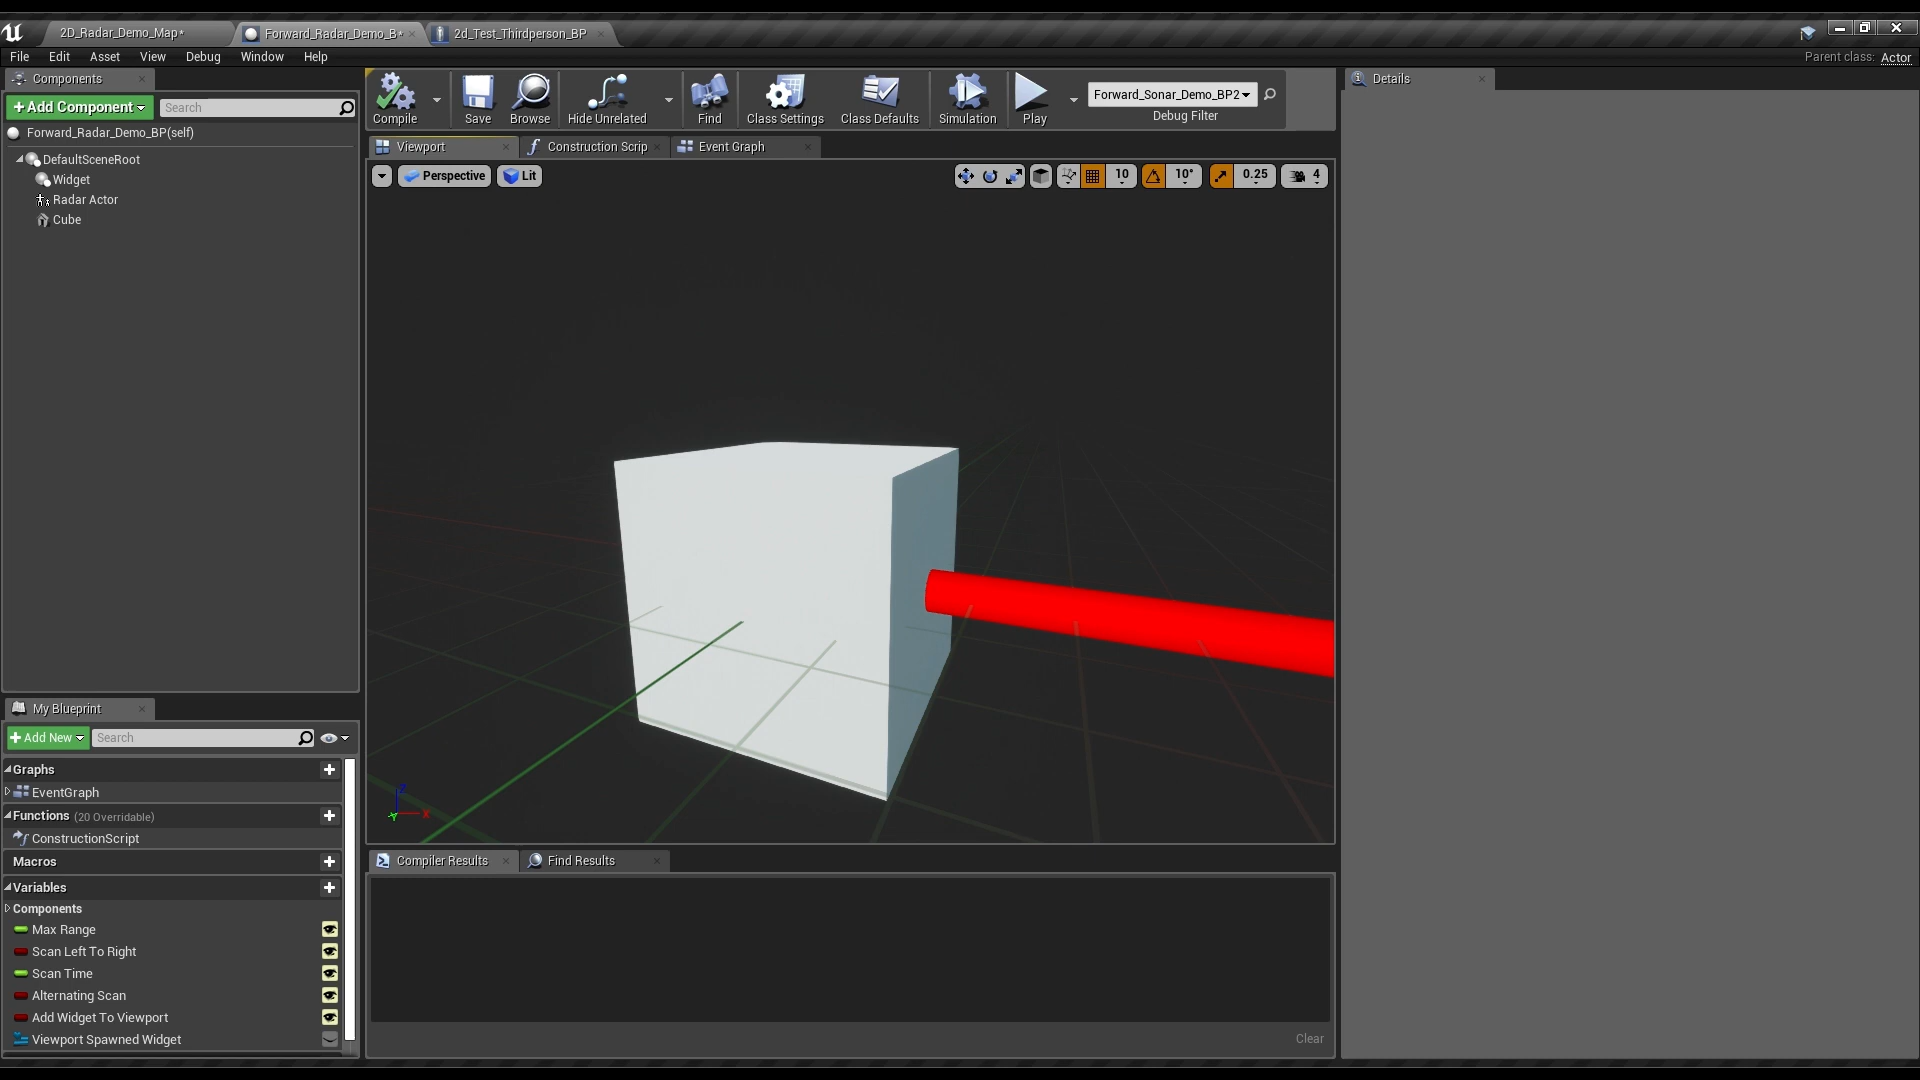 2D_Radar_Demo_Map*
Forward_Radar_Demo_B*
2d_Test_Thirdperson_BP
File Edit Asset View Debug Window Help
Parent class: Actor
Components
+Add Component
Search
Forward_Radar_Demo_BP(self)
DefaultSceneRoot
Widget
Radar Actor
Cube
Compile
Save
Browse
Hide Unrelated
Find
Class Settings
Class Defaults
Simulation
Play
Forward_Sonar_Demo_BP2
Debug Filter
Details
Viewport
Construction Scrip
Event Graph
Perspective
Lit
10
10°
0.25
4
Z
X
Y
My Blueprint
+Add New
Search
Graphs
EventGraph
Functions (20 Overridable)
ConstructionScript
Macros
Variables
Components
Max Range
Scan Left To Right
Scan Time
Alternating Scan
Add Widget To Viewport
Viewport Spawned Widget
Compiler Results
Find Results
Clear